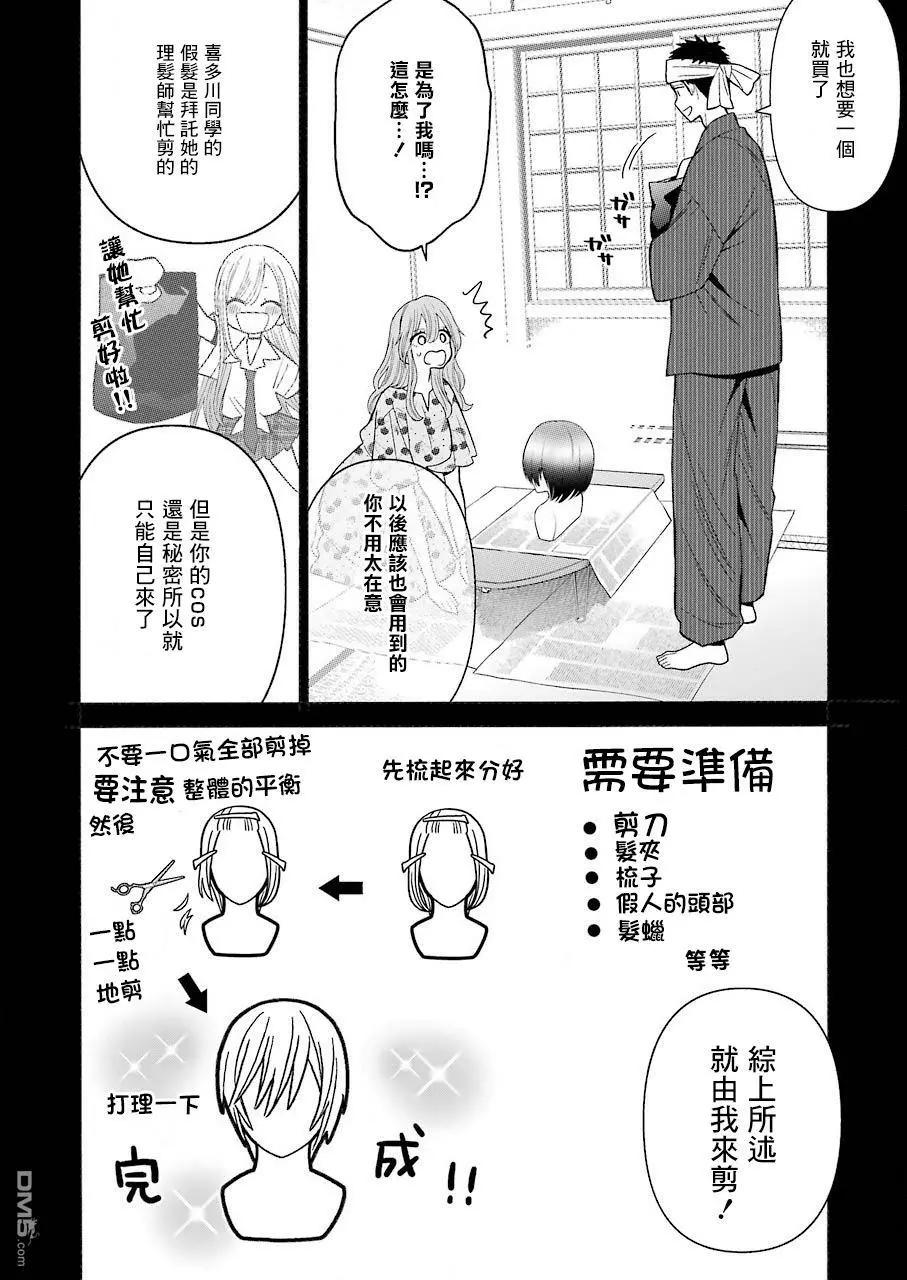 我也想要一個
就買了
ガサ
ガサ
是為了我嗎…!?
這怎麼…！
以後應該也會用到的
你不用太在意
喜多川同學的
假髮是拜託她的
理髮師幫忙剪的
讓她幫忙
剪好啦!!
但是你的COS
還是秘密所以就
只能自己來了
需要準備
● 剪刀
● 髮夾
● 梳子
● 假人的頭部
● 髮蠟
等等
先梳起來分好
不要一口氣全部剪掉
要注意 整體的平衡
然後
一點
一點
地剪
打理一下
完成!!
綜上所述
就由我來剪！
DM5.com